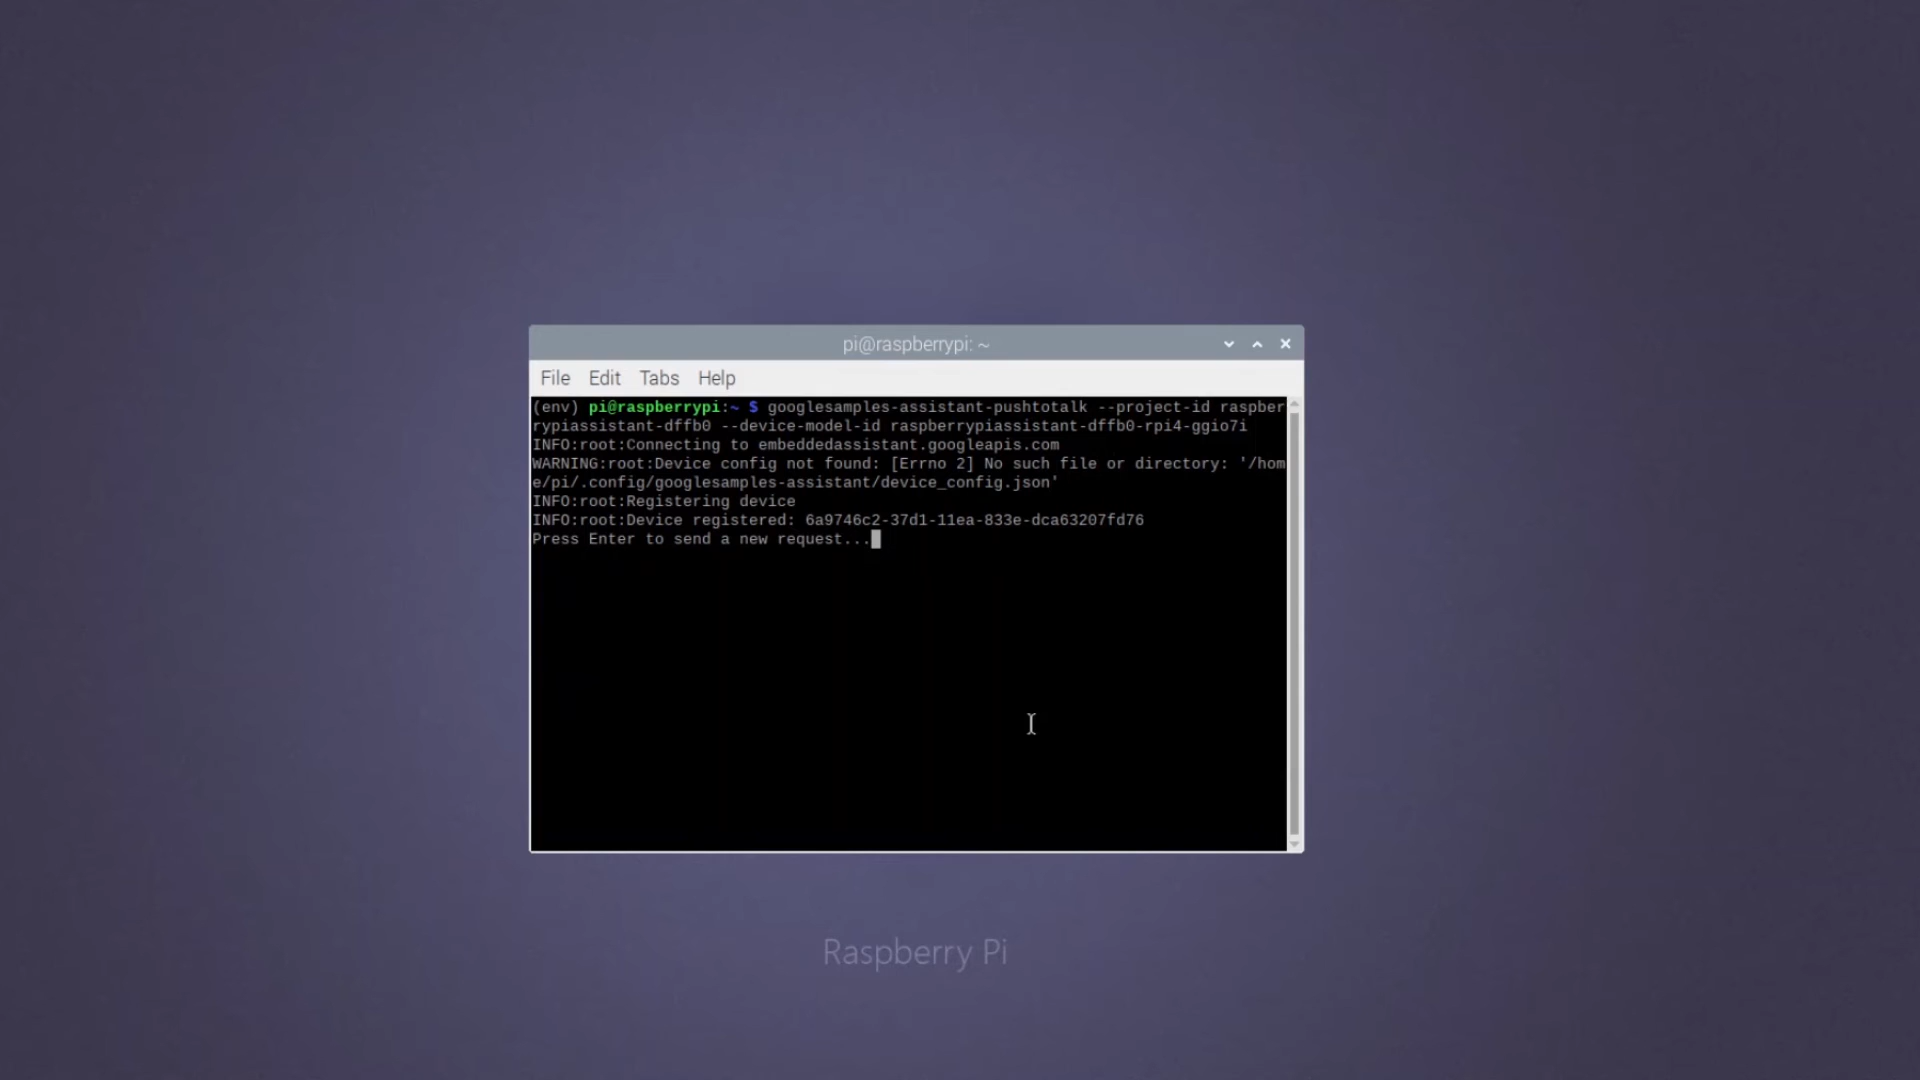 pi@raspberrypi: ~
File Edit Tabs Help
(env) pi@raspberrypi:~ $ googlesamples-assistant-pushtotalk --project-id raspber
rypiassistant-dffb0 --device-model-id raspberrypiassistant-dffb0-rpi4-ggio7i
INFO:root:Connecting to embeddedassistant.googleapis.com
WARNING:root:Device config not found: [Errno 2] No such file or directory: '/hom
e/pi/.config/googlesamples-assistant/device_config.json'
INFO:root:Registering device
INFO:root:Device registered: 6a9746c2-37d1-11ea-833e-dca63207fd76
Press Enter to send a new request...
Raspberry Pi